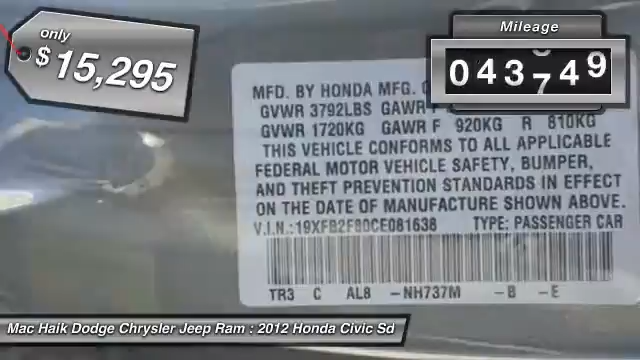 only
$15,295
Mileage
043749
MFD. BY HONDA MFG.
GVWR 3792LBS GAWR F
GVWR 1720KG GAWR F 920KG R 810KG
THIS VEHICLE CONFORMS TO ALL APPLICABLE
FEDERAL MOTOR VEHICLE SAFETY, BUMPER,
AND THEFT PREVENTION STANDARDS IN EFFECT
ON THE DATE OF MANUFACTURE SHOWN ABOVE.
V.I.N.:19XFB2F80CE081638 TYPE: PASSENGER CAR
TR3 C AL8 -NH737M -B -E
Mac Haik Dodge Chrysler Jeep Ram : 2012 Honda Civic Sd